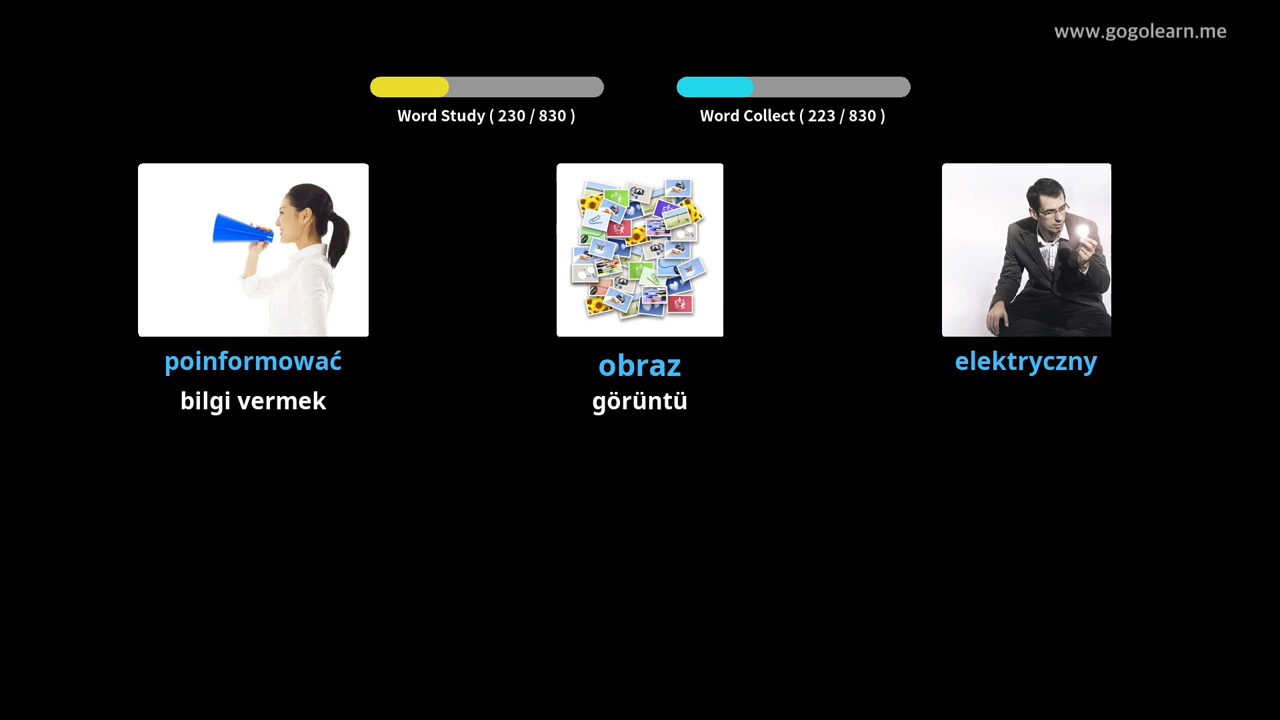 www.gogolearn.me
Word Study ( 230 / 830 )
Word Collect ( 223 / 830 )
poinformować
bilgi vermek
obraz
görüntü
elektryczny